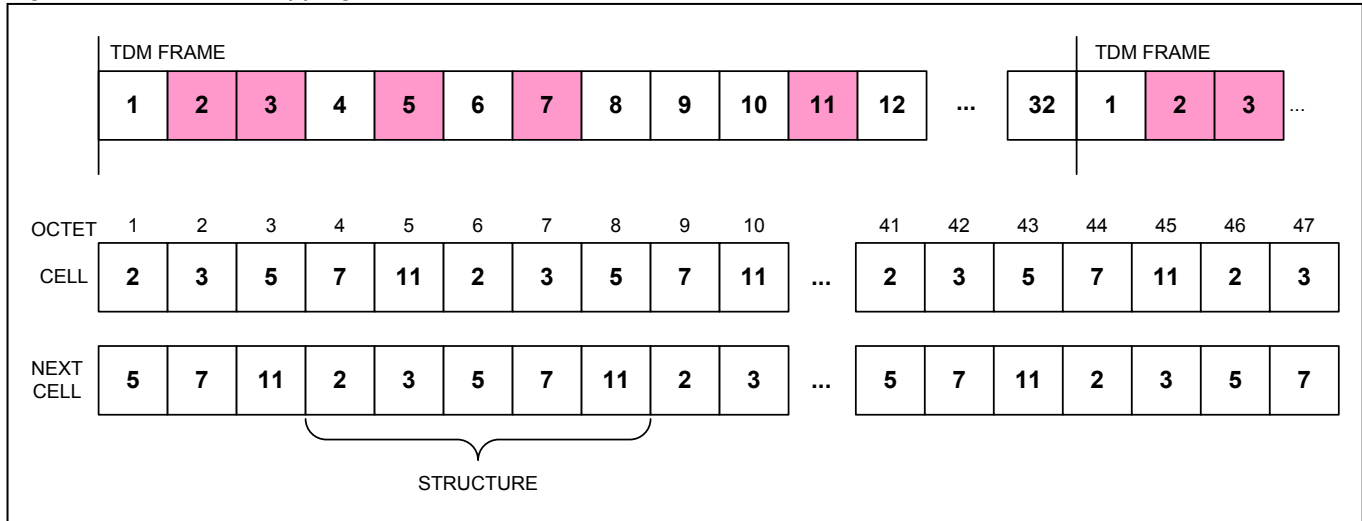 TDM FRAME TDM FRAME
1 2 3 4 5 6 7 8 9 10 11 12 ... 32 1 2 3 ...
OCTET 1 2 3 4 5 6 7 8 9 10 41 42 43 44 45 46 47
CELL 2 3 5 7 11 2 3 5 7 11 ... 2 3 5 7 11 2 3
NEXT
CELL 5 7 11 2 3 5 7 11 2 3 ... 5 7 11 2 3 5 7
STRUCTURE